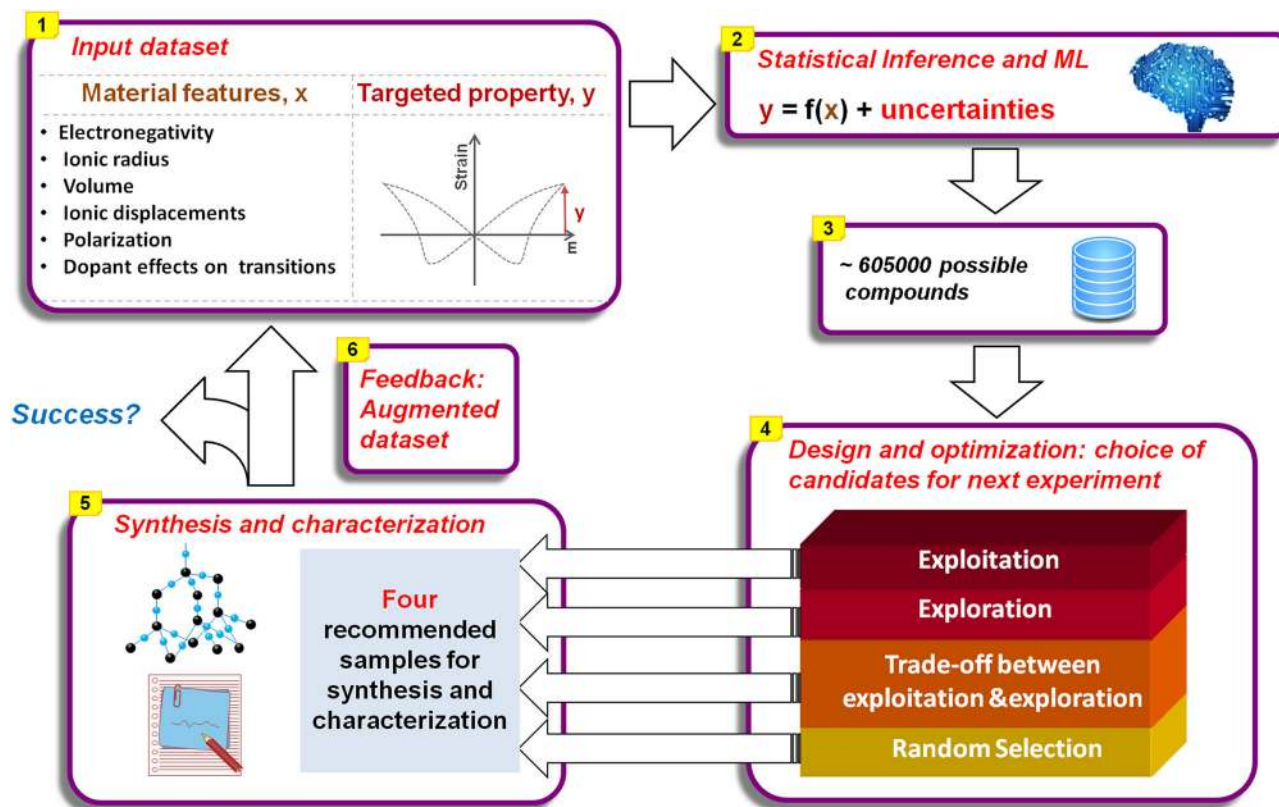 1
Input dataset
Material features, x
Targeted property, y
• Electronegativity
• Ionic radius
• Volume
• Ionic displacements
• Polarization
• Dopant effects on transitions
Strain
y
E
2
Statistical Inference and ML
y = f(x) + uncertainties
3
~ 605000 possible
compounds
4
Design and optimization: choice of
candidates for next experiment
Exploitation
Exploration
Trade-off between
exploitation &exploration
Random Selection
5
Synthesis and characterization
Four
recommended
samples for
synthesis and
characterization
6
Feedback:
Augmented
dataset
Success?